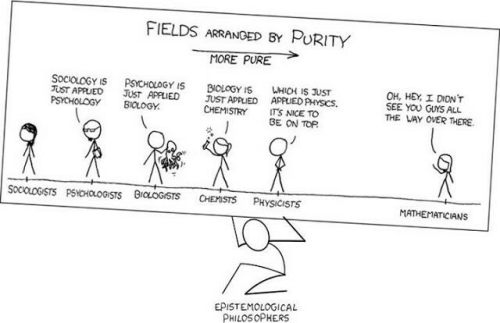 FIELDS ARRANGED BY PURITY
MORE PURE
SOCIOLOGY IS
JUST APPLIED
PSYCHOLOGY
PSYCHOLOGY IS
JUST APPLIED
BIOLOGY.
BIOLOGY IS
JUST APPLIED
CHEMISTRY
WHICH IS JUST
APPLIED PHYSICS.
IT'S NICE TO
BE ON TOP.
OH, HEY, I DIDN'T
SEE YOU GUYS ALL
THE WAY OVER THERE.
SOCIOLOGISTS
PSYCHOLOGISTS
BIOLOGISTS
CHEMISTS
PHYSICISTS
MATHEMATICIANS
EPISTEMOLOGICAL
PHILOSOPHERS